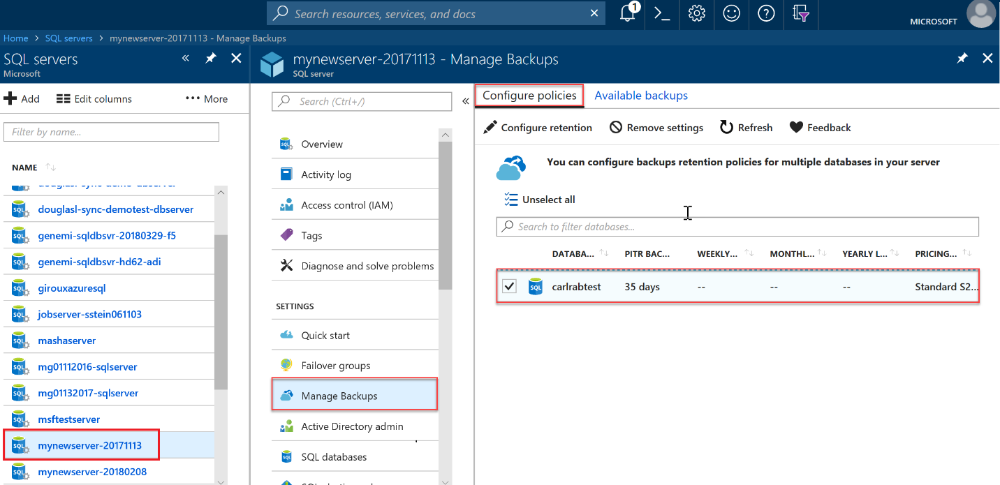 Search resources, services, and docs
1
MICROSOFT
Home > SQL servers > mynewserver-20171113 - Manage Backups
SQL servers
Microsoft
Add
Edit columns
More
Filter by name...
NAME
douglasl-sync-demotest-dbserver
genemi-sqldbsvr-20180329-f5
genemi-sqldbsvr-hd62-adi
girouxazuresql
jobserver-sstein061103
mashaserver
mg01112016-sqlserver
mg01132017-sqlserver
msftestserver
mynewserver-20171113
mynewserver-20180208
mynewserver-20171113 - Manage Backups
SQL server
Search (Ctrl+/)
Overview
Activity log
Access control (IAM)
Tags
Diagnose and solve problems
SETTINGS
Quick start
Failover groups
Manage Backups
Active Directory admin
SQL databases
Configure policies
Available backups
Configure retention
Remove settings
Refresh
Feedback
You can configure backups retention policies for multiple databases in your server
Unselect all
Search to filter databases...
DATABA... PITR BAC... WEEKLY... MONTHL... YEARLY L... PRICING...
SQL carlrabtest 35 days -- -- -- Standard S2...